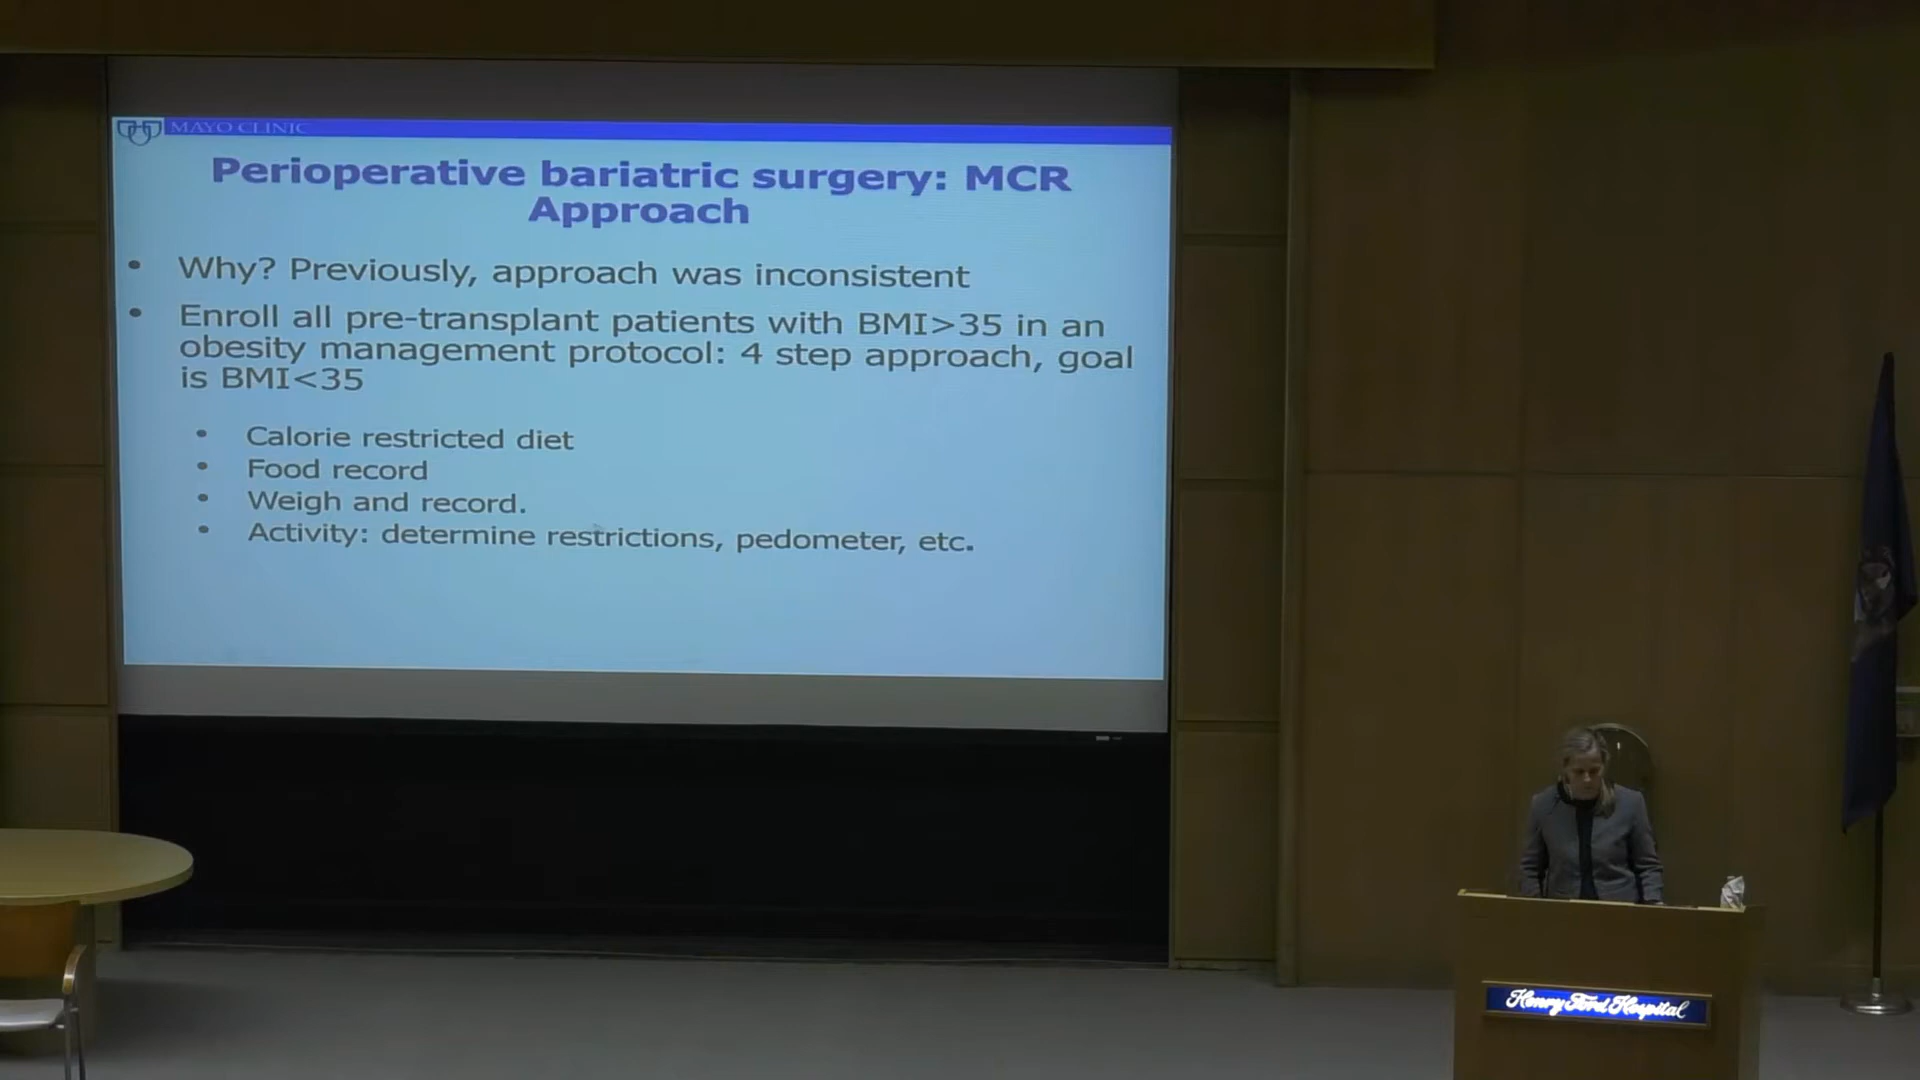 MAYO CLINIC
Perioperative bariatric surgery: MCR
Approach
• Why? Previously, approach was inconsistent
• Enroll all pre-transplant patients with BMI>35 in an
obesity management protocol: 4 step approach, goal
is BMI<35
• Calorie restricted diet
• Food record
• Weigh and record.
• Activity: determine restrictions, pedometer, etc.
Henry Ford Hospital